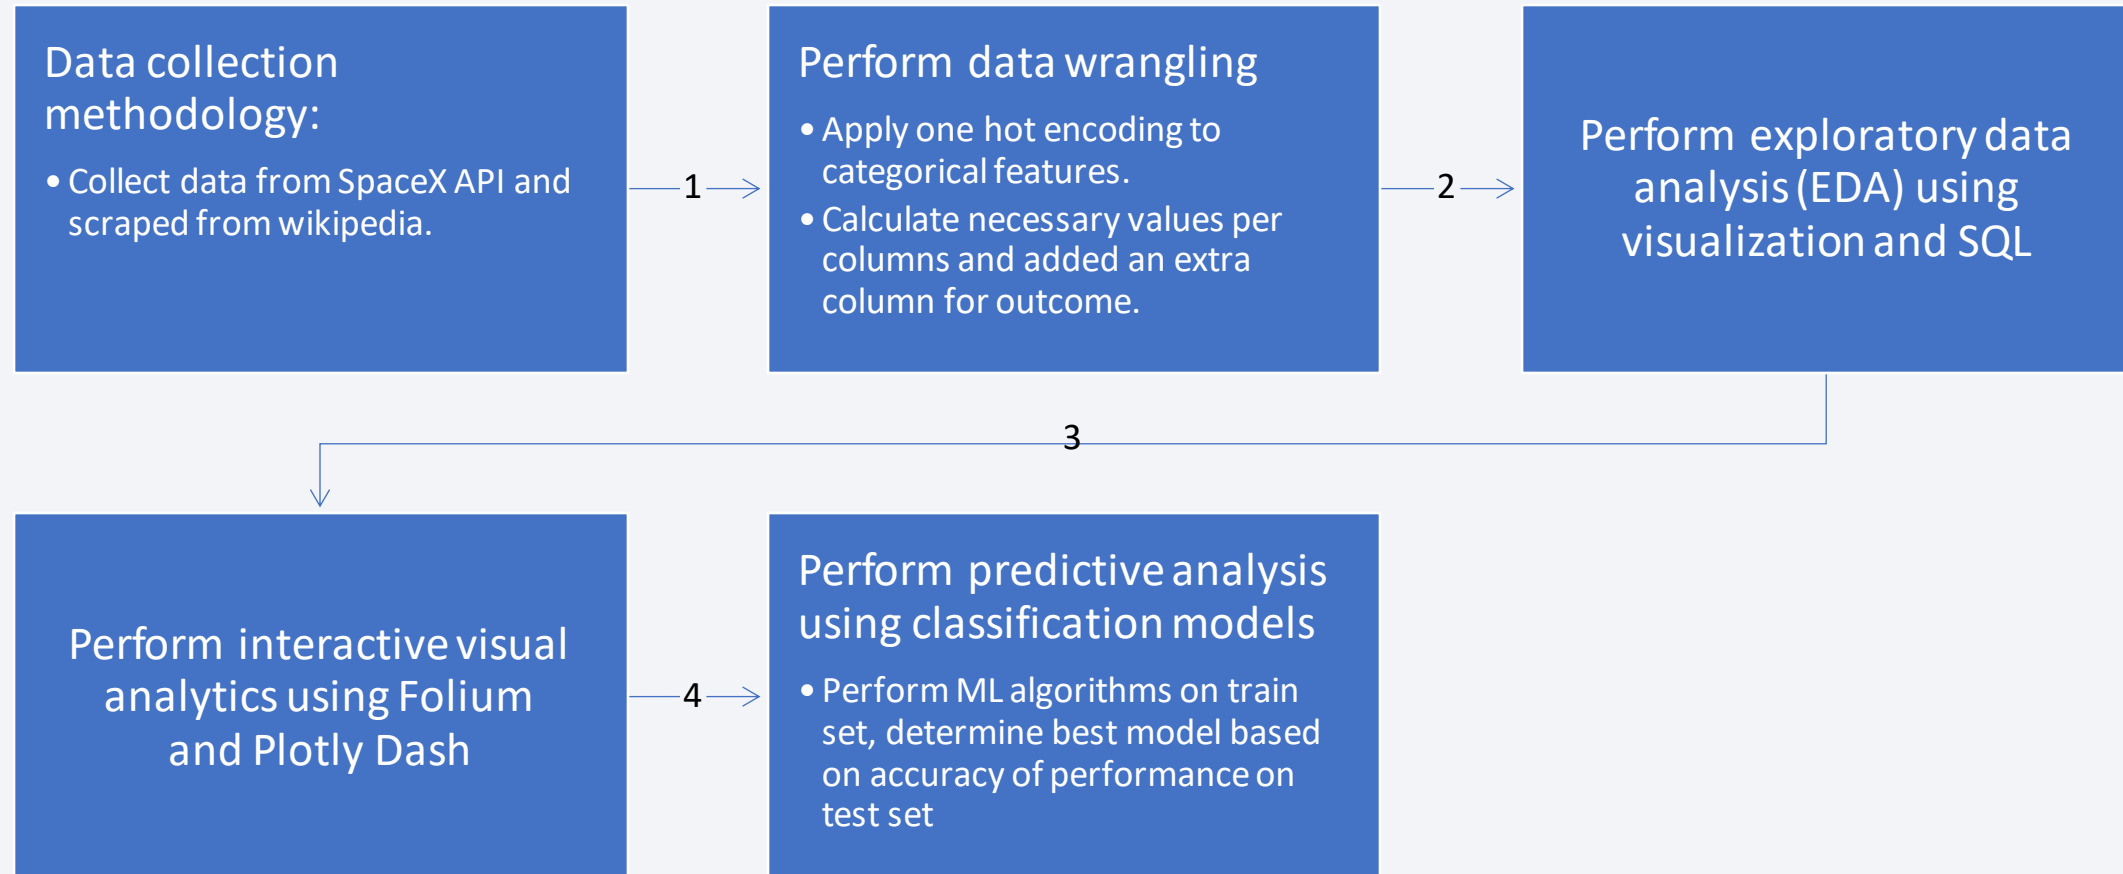 Data collection
methodology:
• Collect data from SpaceX API and
scraped from wikipedia.
1
Perform data wrangling
• Apply one hot encoding to
categorical features.
• Calculate necessary values per
columns and added an extra
column for outcome.
2
Perform exploratory data
analysis (EDA) using
visualization and SQL
3
Perform interactive visual
analytics using Folium
and Plotly Dash
4
Perform predictive analysis
using classification models
• Perform ML algorithms on train
set, determine best model based
on accuracy of performance on
test set